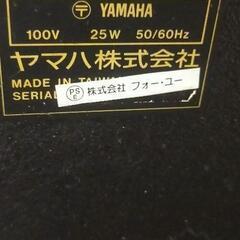 〒 YAMAHA
100V 25W 50/60Hz
ヤマハ株式会社
MADE IN TAIWAN
PSE 株式会社 フォー・ユー
SERIAL